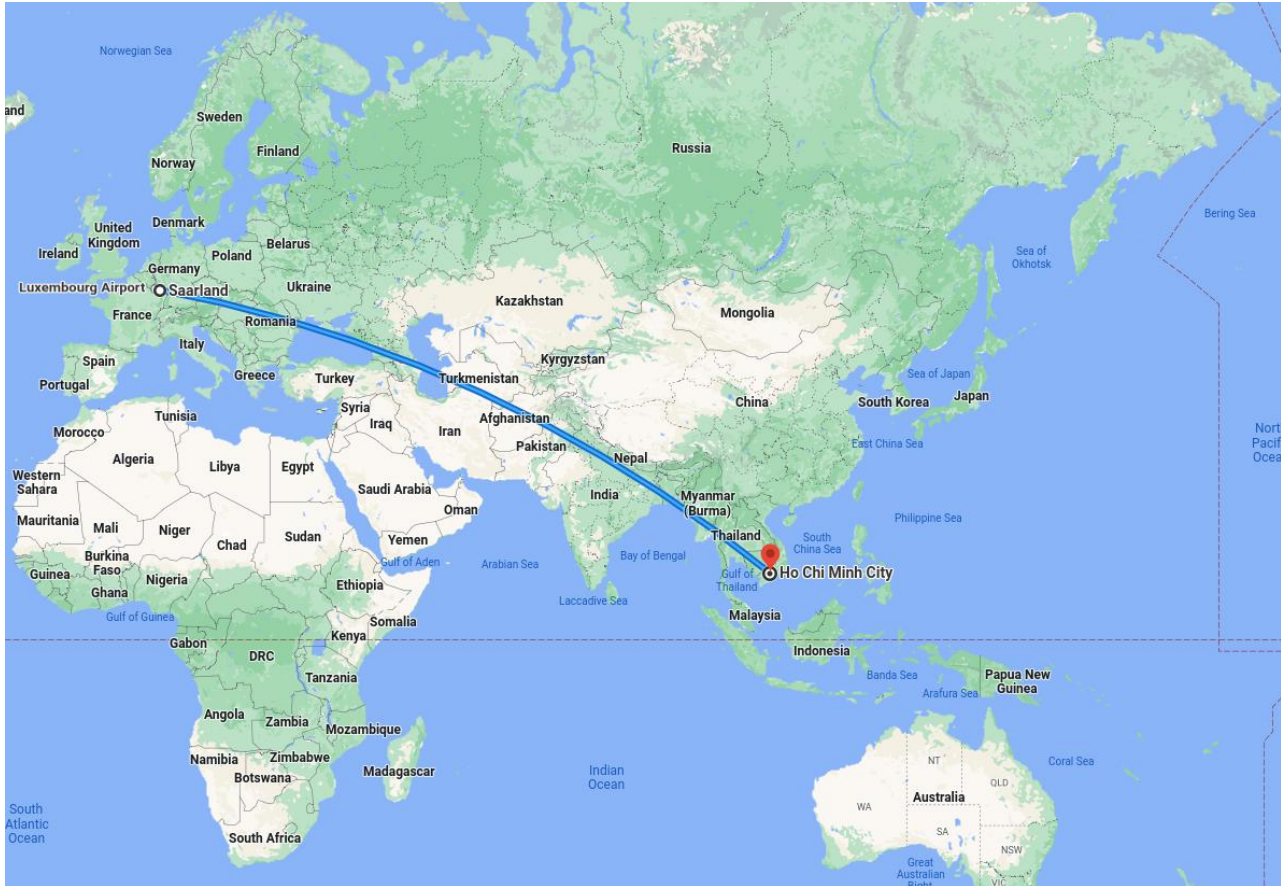 Norwegian Sea
and
Sweden
Norway
Finland
Russia
United
Kingdom
Denmark
Ireland
Belarus
Poland
Germany
Bering Sea
Sea of
Okhotsk
Luxembourg Airport
Saarland
Ukraine
Kazakhstan
Mongolia
France
Romania
Italy
Spain
Portugal
Greece
Turkey
Kyrgyzstan
Turkmenistan
Sea of Japan
China
South Korea
Japan
Tunisia
Syria
Iraq
Iran
Afghanistan
Morocco
Algeria
Libya
Egypt
Pakistan
Nepal
East China Sea
Nort
Pacif
Ocea
Western
Sahara
Saudi Arabia
Oman
India
Myanmar
(Burma)
Mauritania
Mali
Niger
Chad
Sudan
Yemen
Thailand
South
China Sea
Philippine Sea
Burkina
Faso
Guinea
Ghana
Nigeria
Gulf of Aden
Arabian Sea
Bay of Bengal
Ethiopia
Gulf of
Thailand
Ho Chi Minh City
Laccadive Sea
Gulf of Guinea
Somalia
Malaysia
Gabon
DRC
Kenya
Indonesia
Tanzania
Banda Sea
Arafura Sea
Papua New
Guinea
Angola
Zambia
Mozambique
Namibia
Zimbabwe
Botswana
Madagascar
Indian
Ocean
NT
QLD
Coral Sea
WA
Australia
South
Atlantic
Ocean
South Africa
SA
NSW
Great
Australian
Bight
VIC